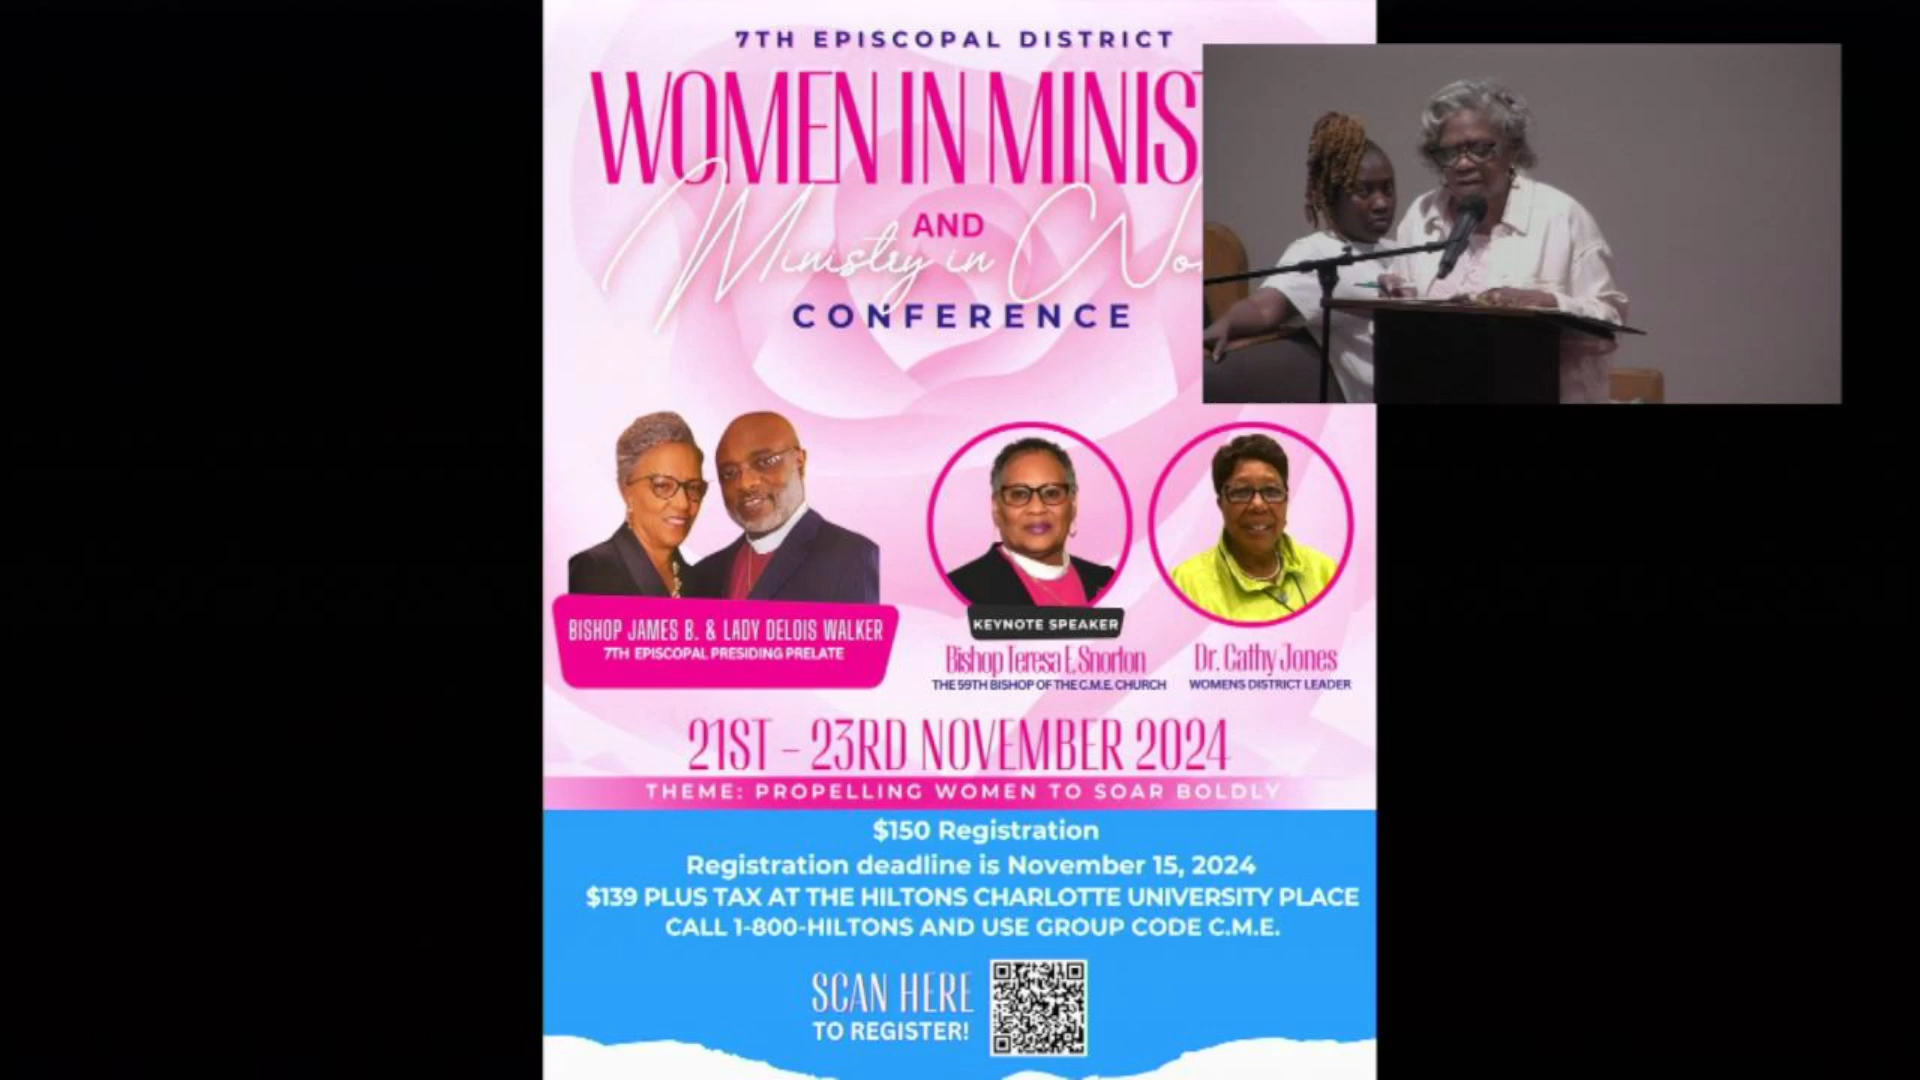 7TH EPISCOPAL DISTRICT
WOMEN IN MINIS
AND
Ministry in Wo
CONFERENCE
BISHOP JAMES B. & LADY DELOIS WALKER
7TH EPISCOPAL PRESIDING PRELATE
KEYNOTE SPEAKER
Bishop Teresa E Snorton
THE 59TH BISHOP OF THE C.M.E. CHURCH
Dr. Cathy Jones
WOMENS DISTRICT LEADER
21ST - 23RD NOVEMBER 2024
THEME: PROPELLING WOMEN TO SOAR BOLDLY
$150 Registration
Registration deadline is November 15, 2024
$139 PLUS TAX AT THE HILTONS CHARLOTTE UNIVERSITY PLACE
CALL 1-800-HILTONS AND USE GROUP CODE C.M.E.
SCAN HERE
TO REGISTER!